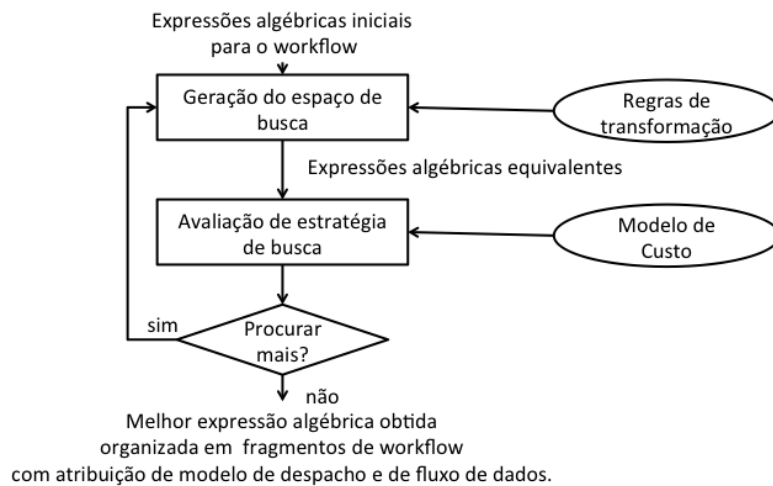 Expressões algébricas iniciais
para o workflow
Geração do espaço de
busca
Regras de
transformação
Expressões algébricas equivalentes
Avaliação de estratégia
de busca
Modelo de
Custo
sim
Procurar
mais?
não
Melhor expressão algébrica obtida
organizada em fragmentos de workflow
com atribuição de modelo de despacho e de fluxo de dados.